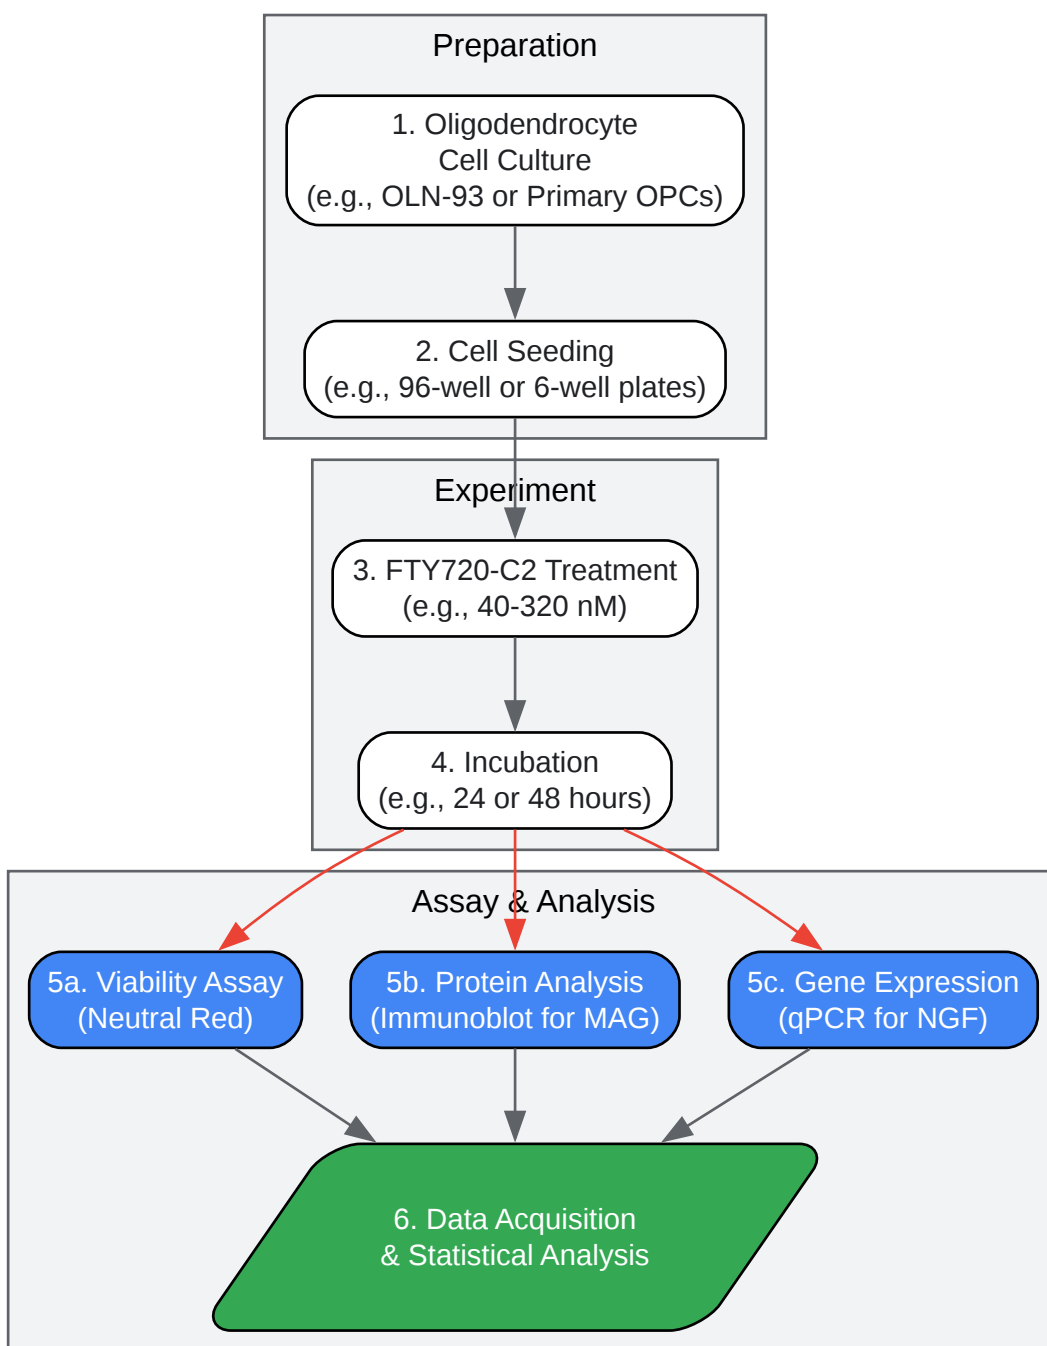 Preparation
1. Oligodendrocyte
Cell Culture
(e.g., OLN-93 or Primary OPCs)
2. Cell Seeding
(e.g., 96-well or 6-well plates)
Experiment
3. FTY720-C2 Treatment
(e.g., 40-320 nM)
4. Incubation
(e.g., 24 or 48 hours)
Assay & Analysis
5a. Viability Assay
(Neutral Red)
5b. Protein Analysis
(Immunoblot for MAG)
5c. Gene Expression
(qPCR for NGF)
6. Data Acquisition
& Statistical Analysis